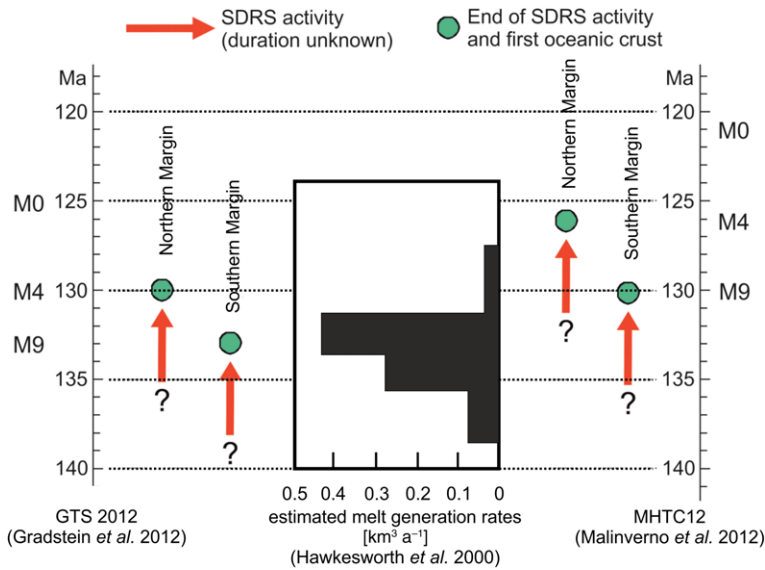 SDRS activity
(duration unknown)
End of SDRS activity
and first oceanic crust
Ma
120
125
130
135
140
M0
M4
M9
Northern Margin
Southern Margin
?
?
Northern Margin
Southern Margin
?
?
Ma
120
125
130
135
140
M0
M4
M9
0.5 0.4 0.3 0.2 0.1 0
estimated melt generation rates
[km³ a⁻¹]
(Hawkesworth et al. 2000)
GTS 2012
(Gradstein et al. 2012)
MHTC12
(Malinverno et al. 2012)